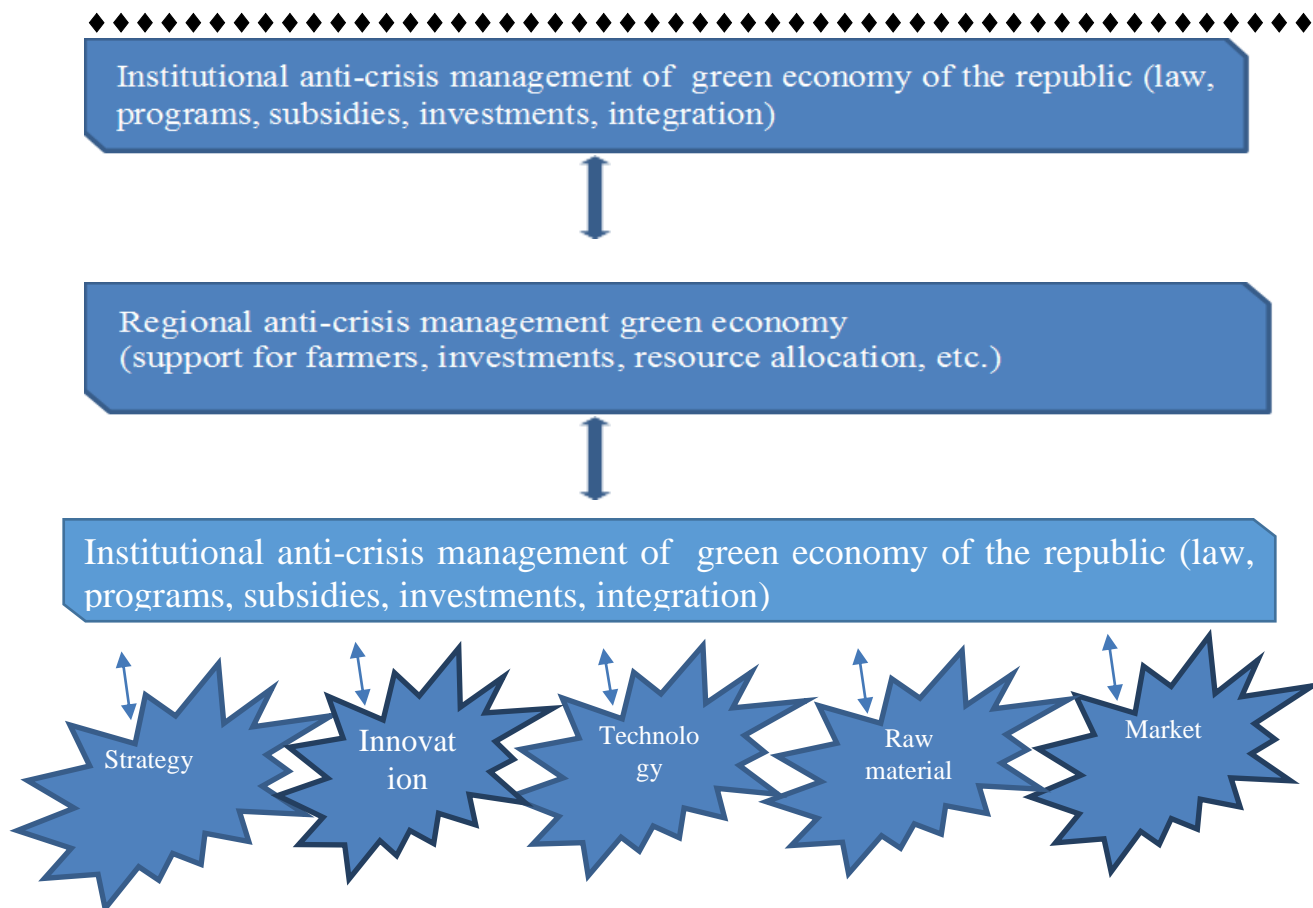 Institutional anti-crisis management of  green economy of the republic (law,
programs, subsidies, investments, integration)
Regional anti-crisis management green economy
(support for farmers, investments, resource allocation, etc.)
Institutional anti-crisis management of  green economy of the republic (law,
programs, subsidies, investments, integration)
Strategy
Innovat
ion
Technolo
gy
Raw
material
Market